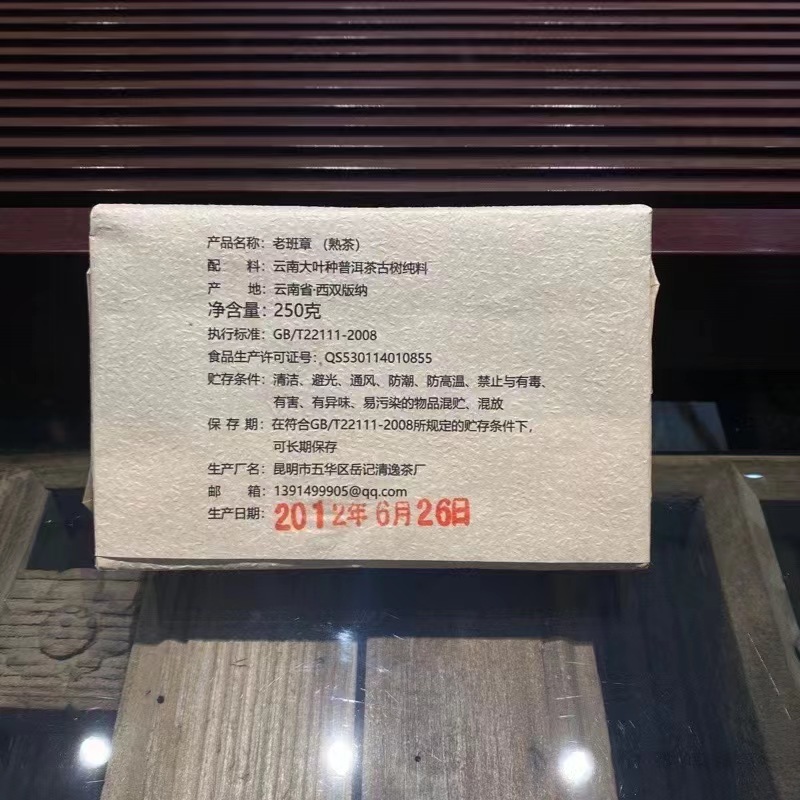 产品名称：老班章（熟茶）
配 料：云南大叶种普洱茶古树纯料
产 地：云南省·西双版纳
净含量：250克
执行标准：GB/T22111-2008
食品生产许可证号：QS530114010855
贮存条件：清洁、避光、通风、防潮、防高温、禁止与有毒、
有害、有异味、易污染的物品混贮、混放
保 存 期：在符合GB/T22111-2008所规定的贮存条件下，
可长期保存
生产厂名：昆明市五华区岳记清逸茶厂
邮 箱：1391499905@qq.com
生产日期：2012年6月26日